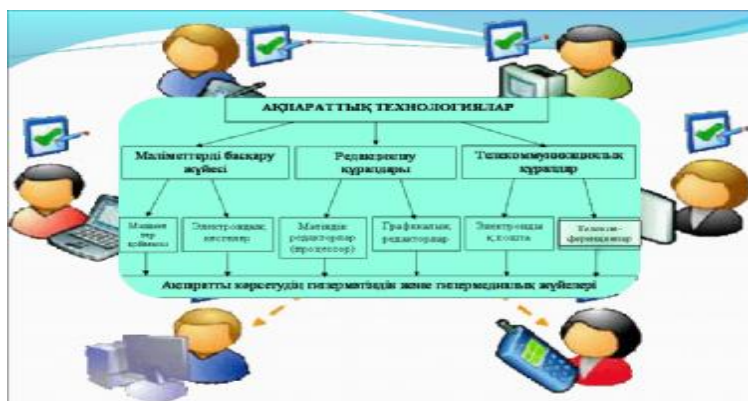 АҚПАРАТТЫҚ ТЕХНОЛОГИЯЛАР
Мәліметтерді басқару
жүйесі
Редакциялау
құралдары
Телекоммуникациялық
құралдар
Электрондық
кестелер
Мәтіндік
редакторлар
(процессор)
Графикалық
редакторлар
Электронды
қ пошта
Ақпаратты көрсетудің гипермәтіндік және гипермедиалық жүйелері